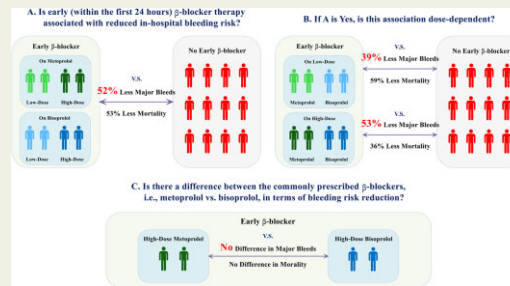 A. Is early (within the first 24 hours) β-blocker therapy
associated with reduced in-hospital bleeding risk?
Early β-blocker
On Metoprolol
Low-Dose High-Dose
On Bisoprolol
Low-Dose High-Dose
V.S.
52% Less Major Bleeds
53% Less Mortality
No Early β-blocker
B. If A is Yes, is this association dose-dependent?
Early β-blocker
On Low-Dose
Metoprolol Bisoprolol
On High-Dose
Metoprolol Bisoprolol
V.S.
39% Less Major Bleeds
59% Less Mortality
V.S.
53% Less Major Bleeds
36% Less Mortality
No Early β-blocker
C. Is there a difference between the commonly prescribed β-blockers,
i.e., metoprolol vs. bisoprolol, in terms of bleeding risk reduction?
Early β-blocker
V.S.
High-Dose Metoprolol
No Difference in Major Bleeds
No Difference in Morality
High-Dose Bisoprolol